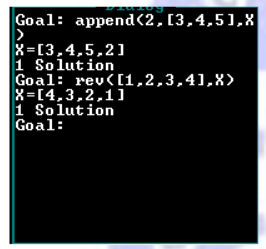 Dialog
Goal: append(2,[3,4,5],X
)
X=[3,4,5,2]
1 Solution
Goal: rev([1,2,3,4],X)
X=[4,3,2,1]
1 Solution
Goal: